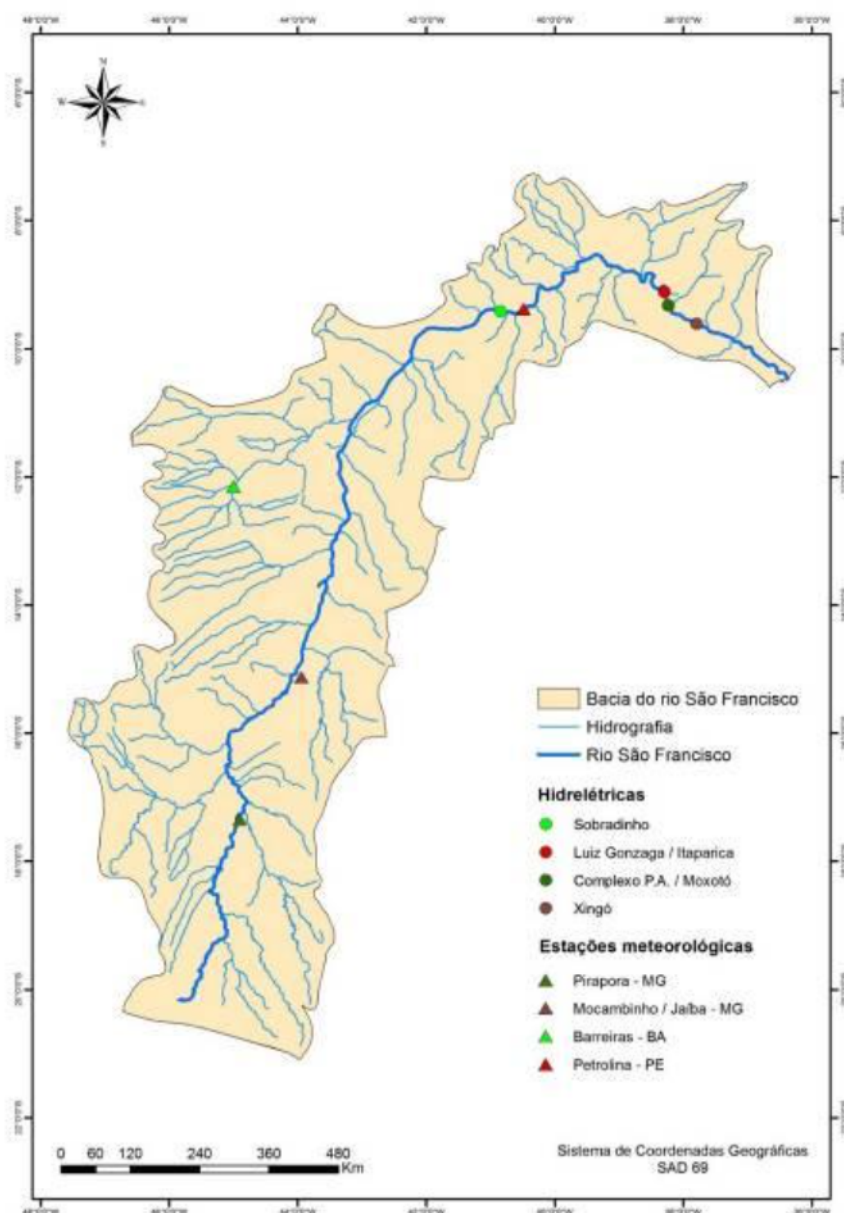 Bacia do rio São Francisco
Hidrografia
Rio São Francisco
Hidrelétricas
Sobradinho
Luiz Gonzaga / Itaparica
Complexo P.A. / Moxotó
Xingó
Estações meteorológicas
Pirapora - MG
Mocambinho / Jaíba - MG
Barreiras - BA
Petrolina - PE
0 60 120 240 360 480
Km
Sistema de Coordenadas Geográficas
SAD 69